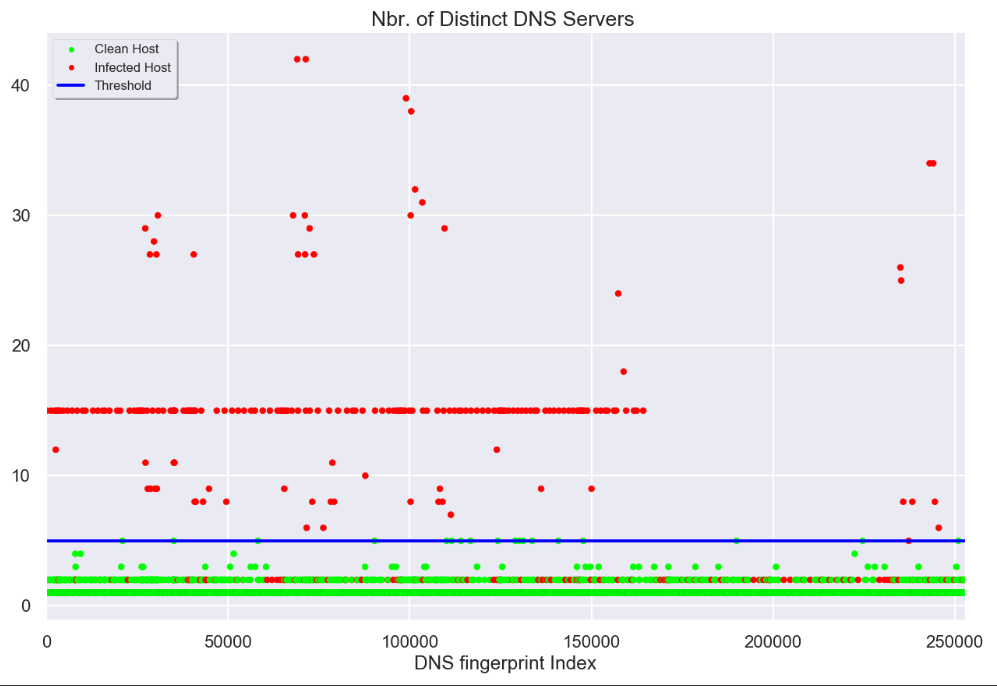 Nbr. of Distinct DNS Servers
Clean Host
Infected Host
Threshold
40
30
20
10
0
0 50000 100000 150000 200000 250000
DNS fingerprint Index